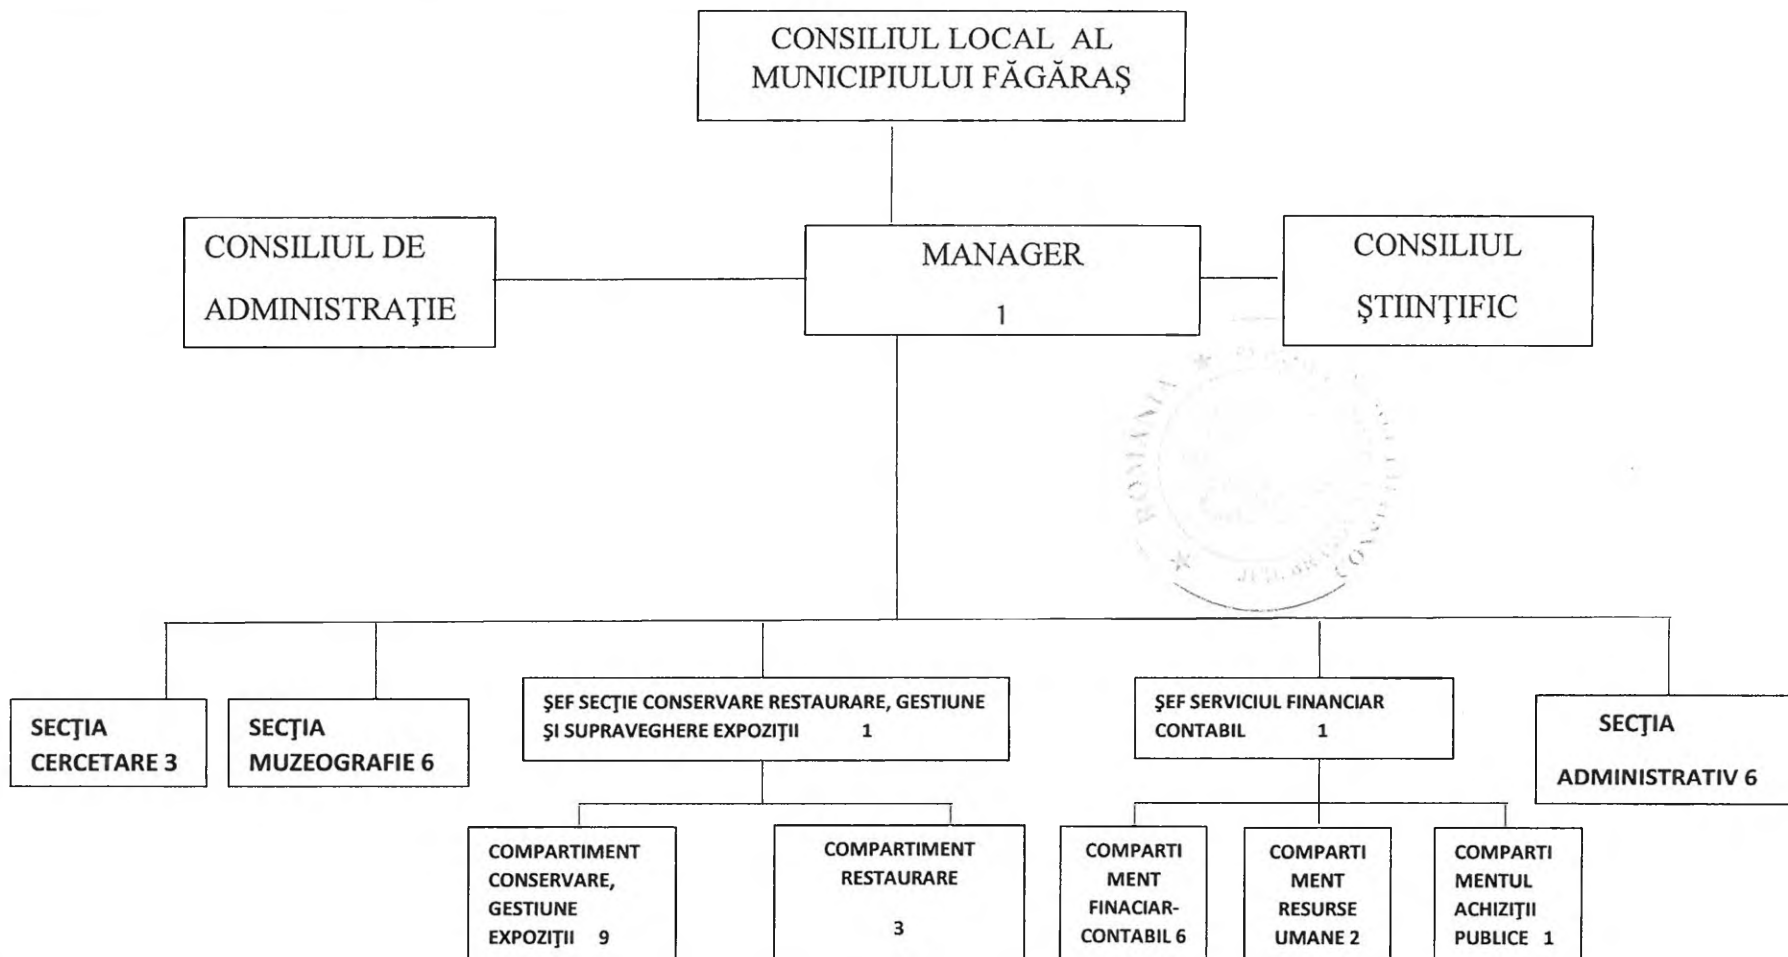 CONSILIUL LOCAL AL
MUNICIPIULUI FĂGĂRAŞ
CONSILIUL DE
ADMINISTRAŢIE
MANAGER
1
CONSILIUL
ŞTIINŢIFIC
ROMÂNIA
SECŢIA
CERCETARE 3
SECŢIA
MUZEOGRAFIE 6
ŞEF SECŢIE CONSERVARE RESTAURARE, GESTIUNE
ŞI SUPRAVEGHERE EXPOZIŢII 1
ŞEF SERVICIUL FINANCIAR
CONTABIL 1
SECŢIA
ADMINISTRATIV 6
COMPARTIMENT
CONSERVARE,
GESTIUNE
EXPOZIŢII 9
COMPARTIMENT
RESTAURARE
3
COMPARTI
MENT
FINACIAR-
CONTABIL 6
COMPARTI
MENT
RESURSE
UMANE 2
COMPARTI
MENTUL
ACHIZIŢII
PUBLICE 1